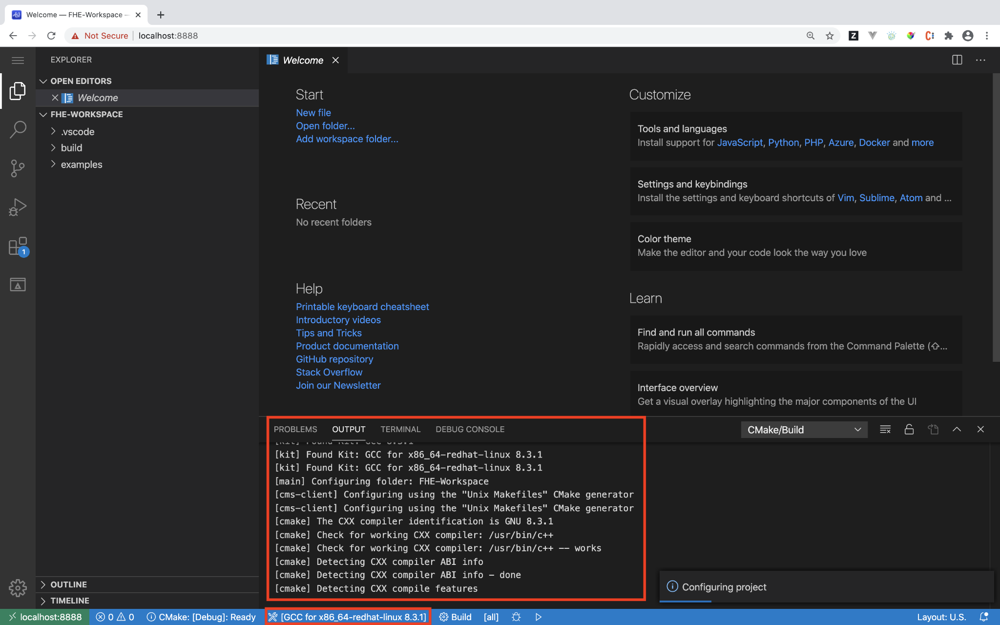 Welcome — FHE-Workspace —
Not Secure
localhost:8888
EXPLORER
OPEN EDITORS
Welcome
FHE-WORKSPACE
.vscode
build
examples
1
OUTLINE
TIMELINE
Welcome
Start
New file
Open folder...
Add workspace folder...
Recent
No recent folders
Help
Printable keyboard cheatsheet
Introductory videos
Tips and Tricks
Product documentation
GitHub repository
Stack Overflow
Join our Newsletter
Customize
Tools and languages
Install support for JavaScript, Python, PHP, Azure, Docker and more
Settings and keybindings
Install the settings and keyboard shortcuts of Vim, Sublime, Atom and ...
Color theme
Make the editor and your code look the way you love
Learn
Find and run all commands
Rapidly access and search commands from the Command Palette (⇧...
Interface overview
Get a visual overlay highlighting the major components of the UI
PROBLEMS OUTPUT TERMINAL DEBUG CONSOLE
CMake/Build
[kit] Found Kit: GCC 8.3.1
[kit] Found Kit: GCC for x86_64-redhat-linux 8.3.1
[kit] Found Kit: GCC for x86_64-redhat-linux 8.3.1
[main] Configuring folder: FHE-Workspace
[cms-client] Configuring using the "Unix Makefiles" CMake generator
[cms-client] Configuring using the "Unix Makefiles" CMake generator
[cmake] The CXX compiler identification is GNU 8.3.1
[cmake] Check for working CXX compiler: /usr/bin/c++
[cmake] Check for working CXX compiler: /usr/bin/c++ -- works
[cmake] Detecting CXX compiler ABI info
[cmake] Detecting CXX compiler ABI info - done
[cmake] Detecting CXX compile features
Configuring project
localhost:8888 0 0 CMake: [Debug]: Ready [GCC for x86_64-redhat-linux 8.3.1] Build [all] Layout: U.S.